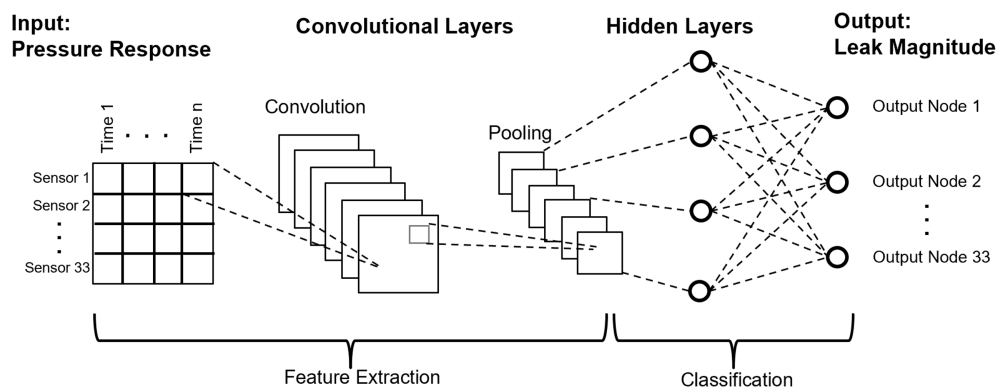 Input:
Pressure Response
Convolutional Layers
Hidden Layers
Output:
Leak Magnitude
Time 1
. . .
Time n
Convolution
Pooling
Sensor 1
Sensor 2
Sensor 33
Output Node 1
Output Node 2
Output Node 33
Feature Extraction
Classification